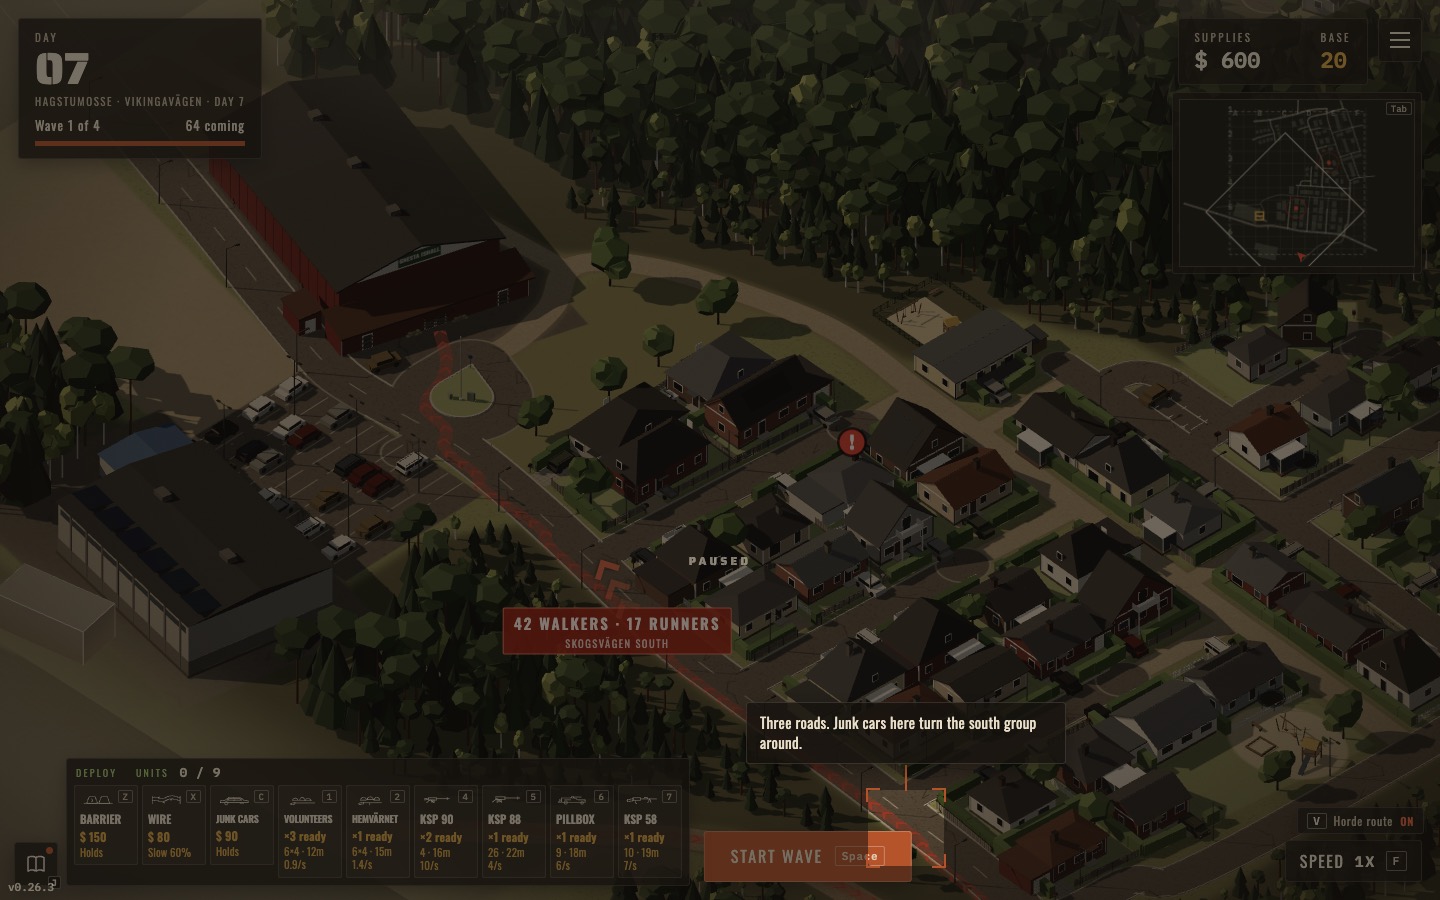 DAY
07
HAGSTUMOSSE · VIKINGAVÄGEN · DAY 7
Wave 1 of 4 64 coming
SUPPLIES BASE
$ 600 20
Tab
!
PAUSED
42 WALKERS · 17 RUNNERS
SKOGSVÄGEN SOUTH
Three roads. Junk cars here turn the south group
around.
DEPLOY UNITS 0 / 9
Z X C 1 2 4 5 6 7
BARRIER WIRE JUNK CARS VOLUNTEERS HEMVÄRNET KSP 90 KSP 88 PILLBOX KSP 58
$ 150 $ 80 $ 90 ×3 ready ×1 ready ×2 ready ×1 ready ×1 ready ×1 ready
Holds Slow 60% Holds 6×4 · 12m 6×4 · 15m 4 · 16m 26 · 22m 9 · 18m 10 · 19m
0.9/s 1.4/s 10/s 4/s 6/s 7/s
START WAVE Space
V Horde route ON
SPEED 1X F
v0.26.3